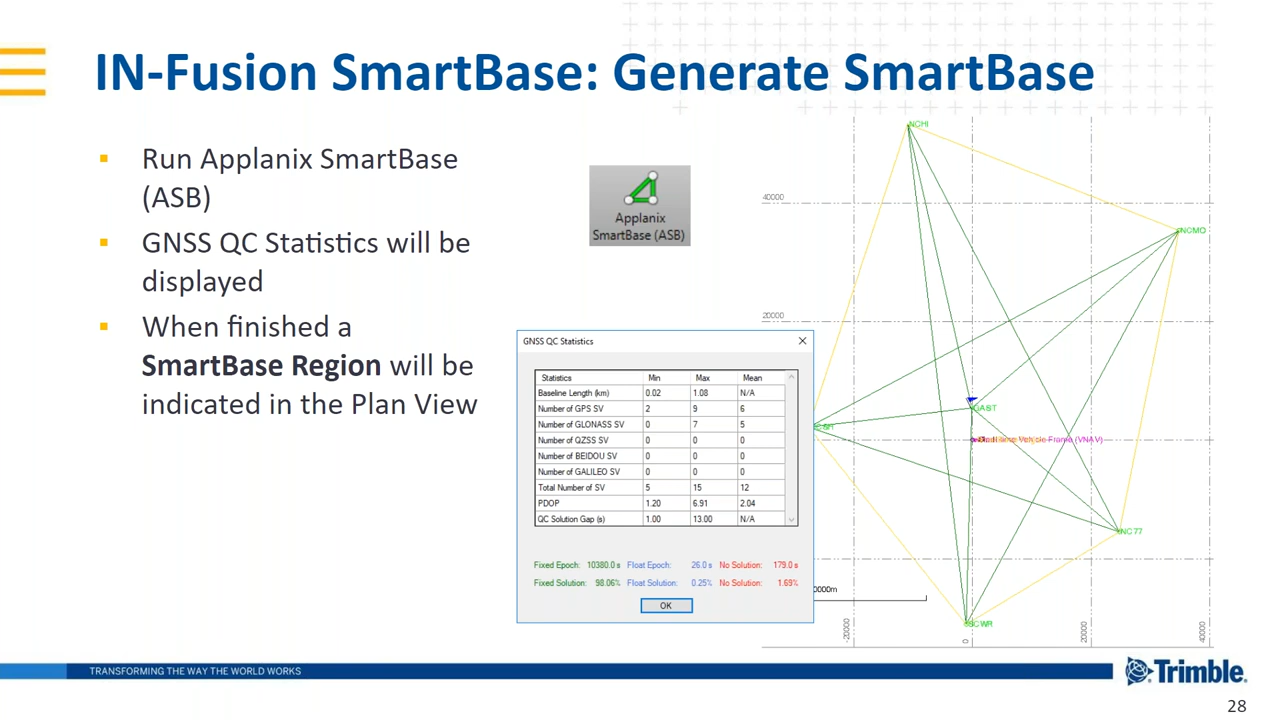 IN-Fusion SmartBase: Generate SmartBase
▪ Run Applanix SmartBase
(ASB)
▪ GNSS QC Statistics will be
displayed
▪ When finished a
SmartBase Region will be
indicated in the Plan View
Applanix
SmartBase (ASB)
GNSS QC Statistics
Statistics Min Max Mean
Baseline Length (km) 0.02 1.08 N/A
Number of GPS SV 2 9 6
Number of GLONASS SV 0 7 5
Number of QZSS SV 0 0 0
Number of BEIDOU SV 0 0 0
Number of GALILEO SV 0 0 0
Total Number of SV 5 15 12
PDOP 1.20 6.91 2.04
QC Solution Gap (s) 1.00 13.00 N/A
Fixed Epoch: 10380.0 s Float Epoch: 26.0 s No Solution: 179.0 s
Fixed Solution: 98.06% Float Solution: 0.25% No Solution: 1.69%
OK
NCHI
40000
NCMO
20000
GAST
Vehicle Frame (VNAV)
NC77
0000m
-20000
0
20000
40000
TRANSFORMING THE WAY THE WORLD WORKS
Trimble.
28